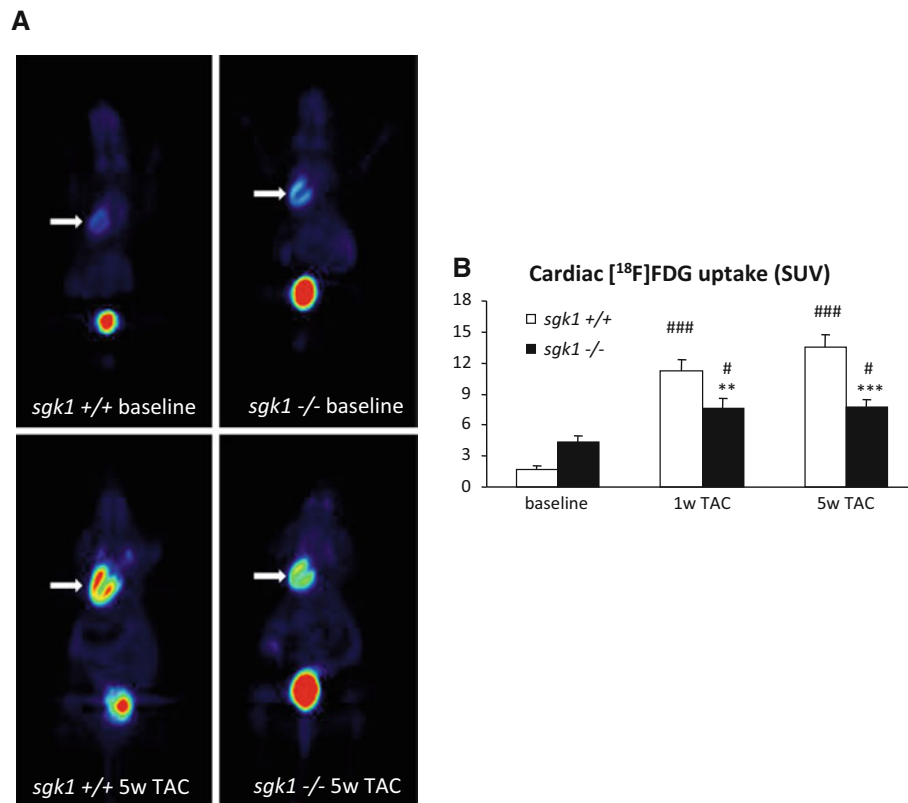 A
sgk1 +/+ baseline
sgk1 -/- baseline
sgk1 +/+ 5w TAC
sgk1 -/- 5w TAC
B
Cardiac [¹⁸F]FDG uptake (SUV)
18
15
12
9
6
3
0
sgk1 +/+
sgk1 -/-
###
#
**
###
#
***
baseline
1w TAC
5w TAC